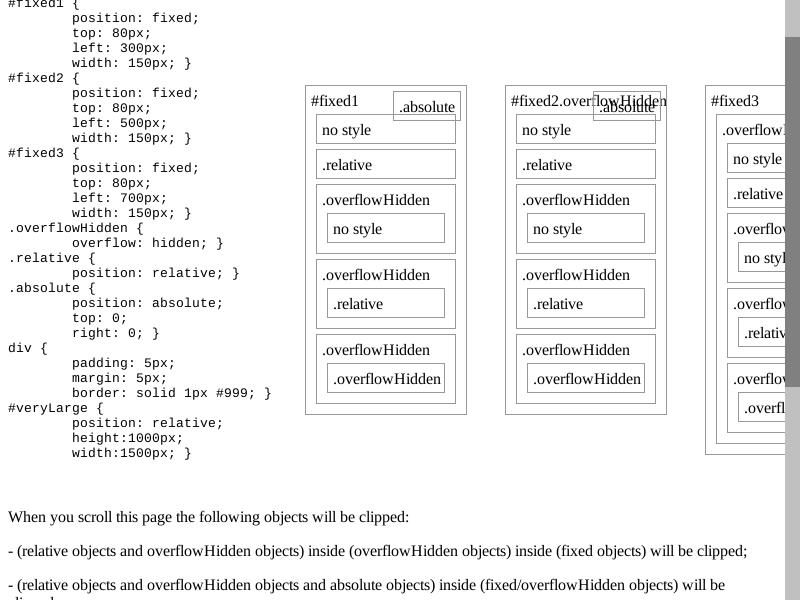 #fixed1 {
position: fixed;
top: 80px;
left: 300px;
width: 150px; }
#fixed2 {
position: fixed;
top: 80px;
left: 500px;
width: 150px; }
#fixed3 {
position: fixed;
top: 80px;
left: 700px;
width: 150px; }
.overflowHidden {
overflow: hidden; }
.relative {
position: relative; }
.absolute {
position: absolute;
top: 0;
right: 0; }
div {
padding: 5px;
margin: 5px;
border: solid 1px #999; }
#veryLarge {
position: relative;
height:1000px;
width:1500px; }
#fixed1
.absolute
no style
.relative
.overflowHidden
no style
.overflowHidden
.relative
.overflowHidden
.overflowHidden
#fixed2.overflowHidden
.absolute
no style
.relative
.overflowHidden
no style
.overflowHidden
.relative
.overflowHidden
.overflowHidden
#fixed3
.overflow
no style
.relative
.overflo
no styl
.overflo
.relativ
.overflo
.overfl
When you scroll this page the following objects will be clipped:
- (relative objects and overflowHidden objects) inside (overflowHidden objects) inside (fixed objects) will be clipped;
- (relative objects and overflowHidden objects and absolute objects) inside (fixed/overflowHidden objects) will be